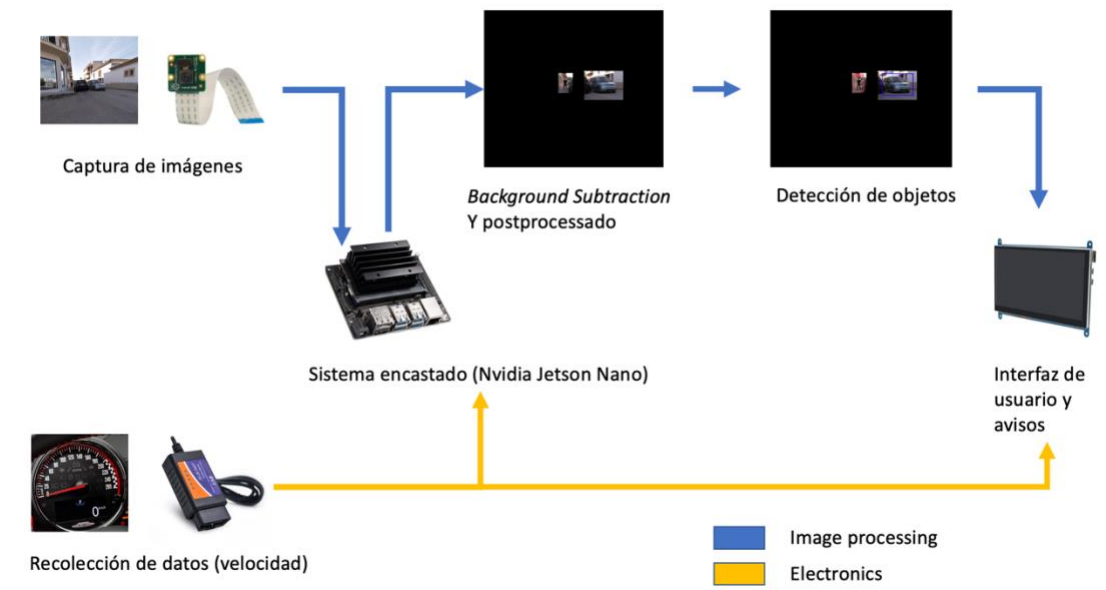 Captura de imágenes
Background Subtraction
Y postprocessado
Detección de objetos
Sistema encastado (Nvidia Jetson Nano)
Interfaz de
usuario y
avisos
Recolección de datos (velocidad)
Image processing
Electronics